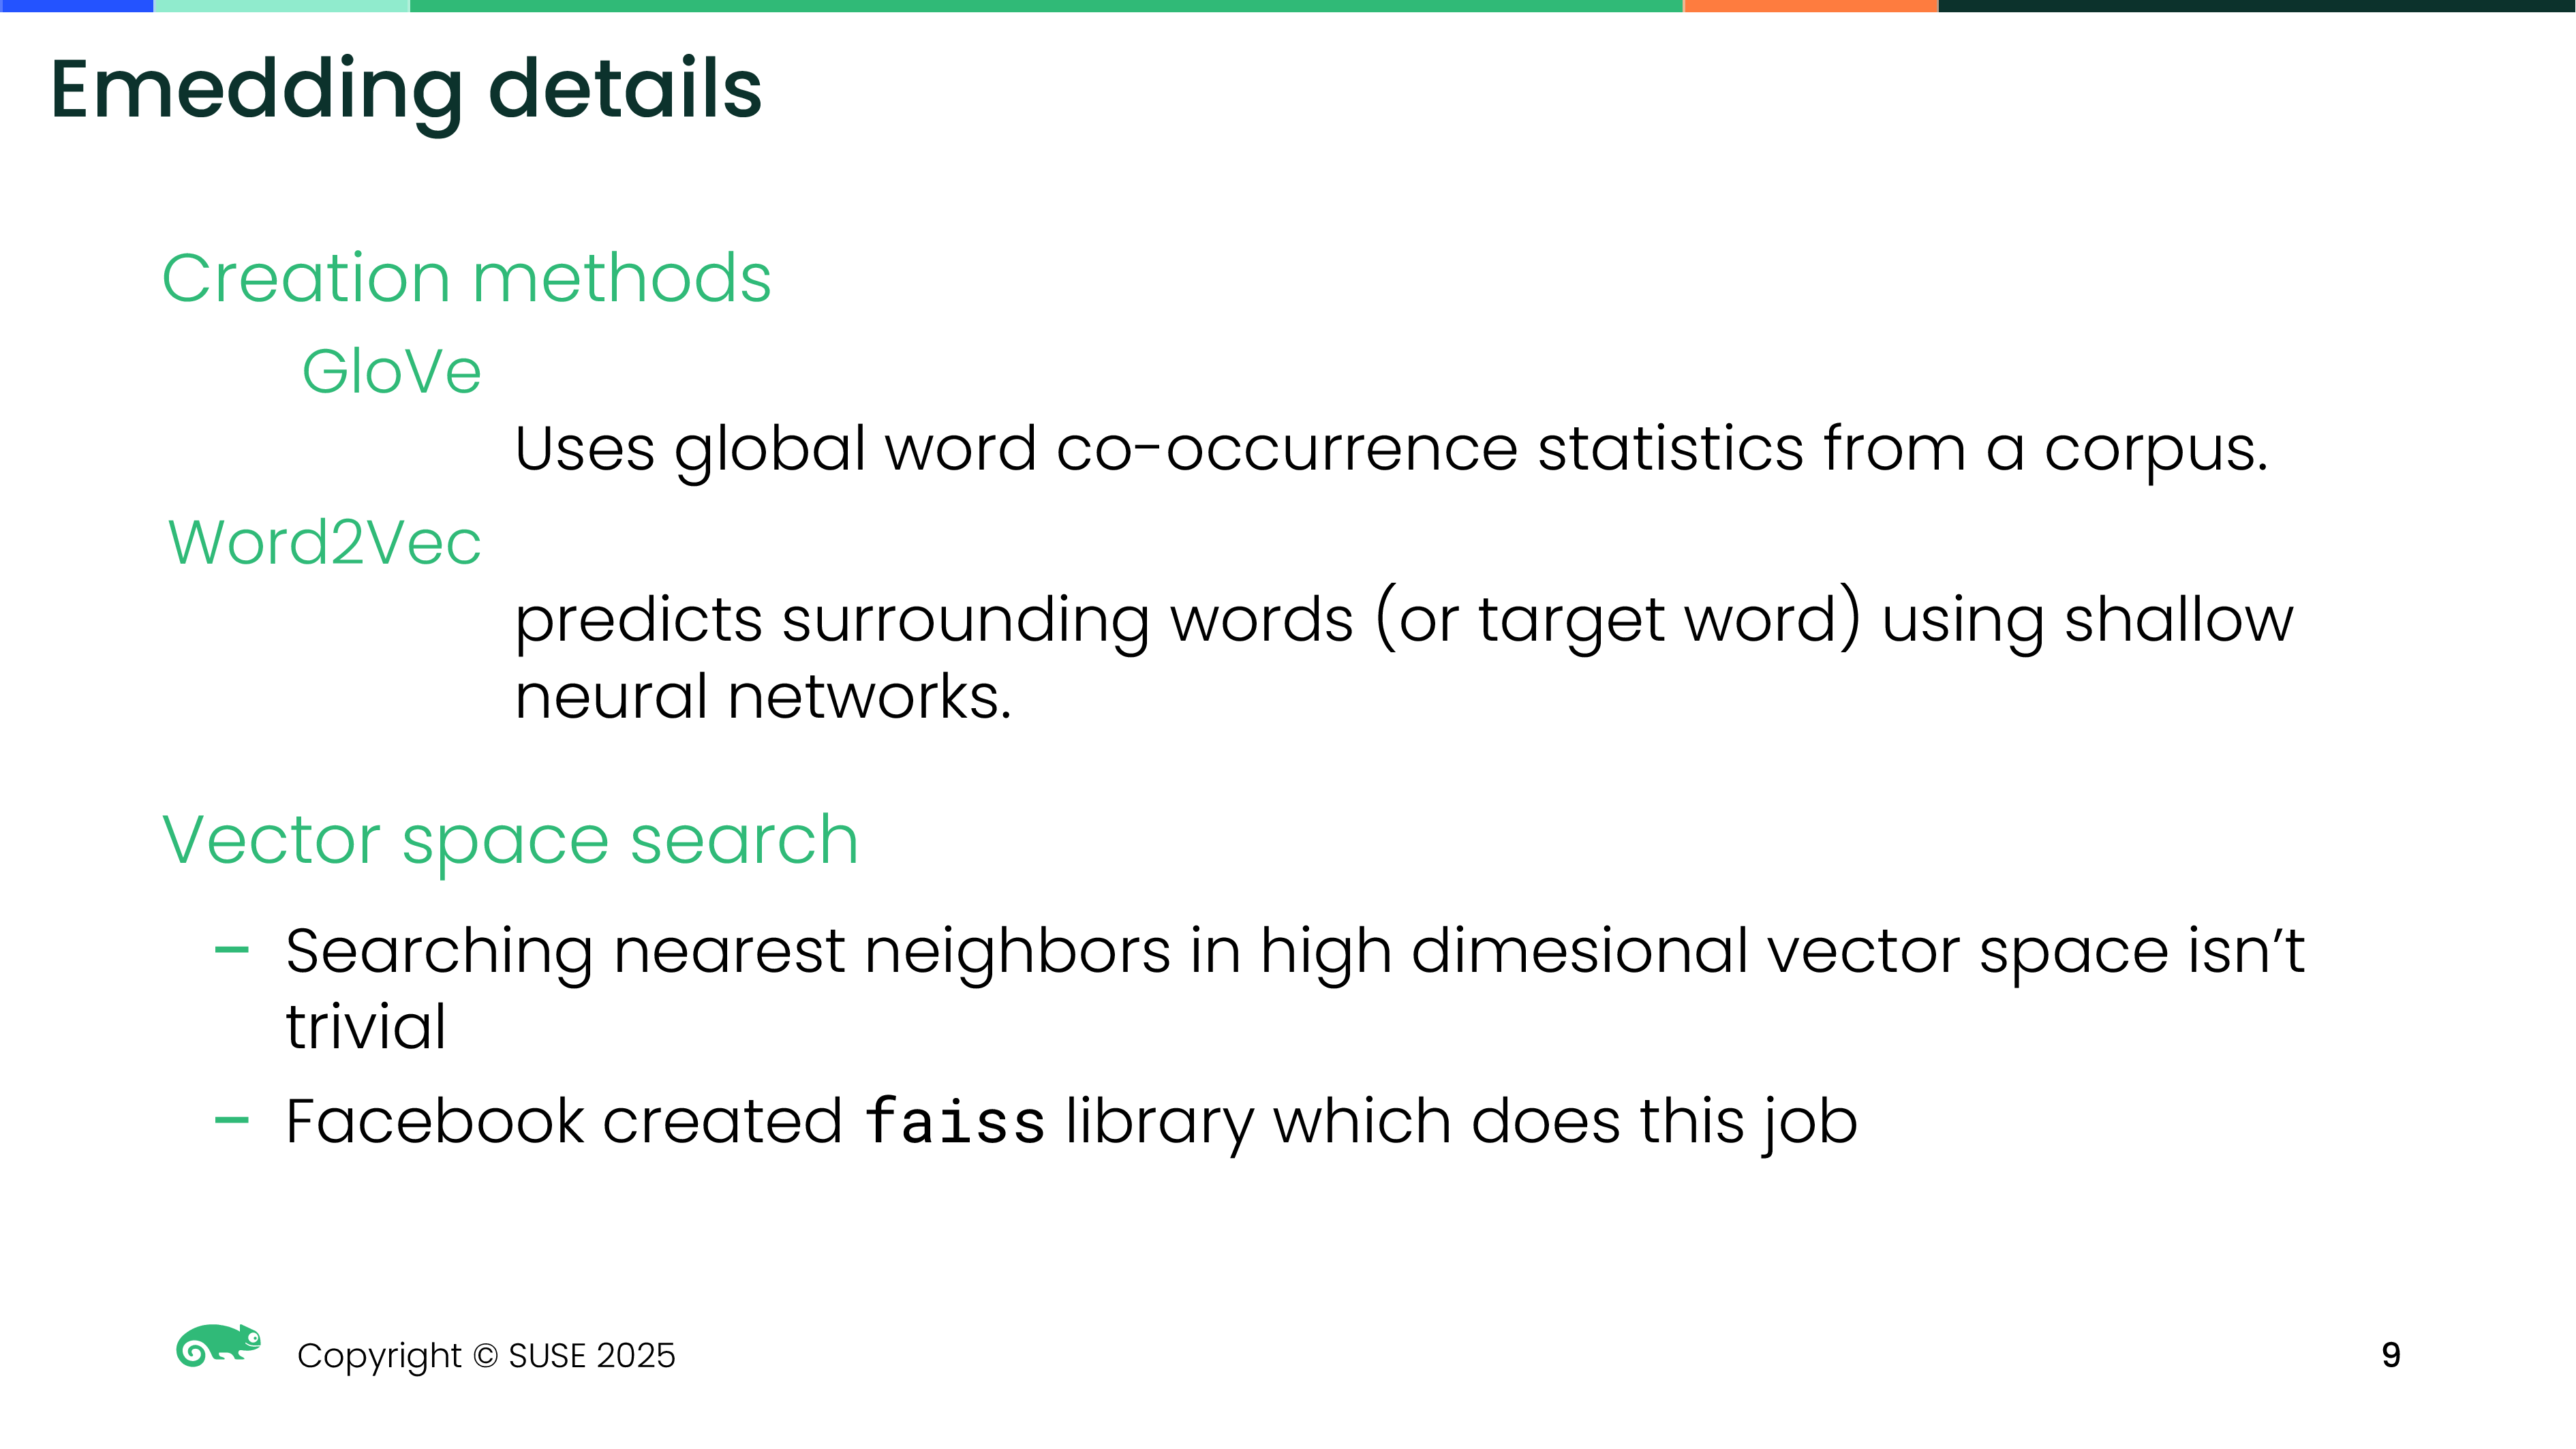 Emedding details
Creation methods
GloVe
Uses global word co-occurrence statistics from a corpus.
Word2Vec
predicts surrounding words (or target word) using shallow
neural networks.
Vector space search
– Searching nearest neighbors in high dimesional vector space isn’t
trivial
– Facebook created faiss library which does this job
Copyright © SUSE 2025
9